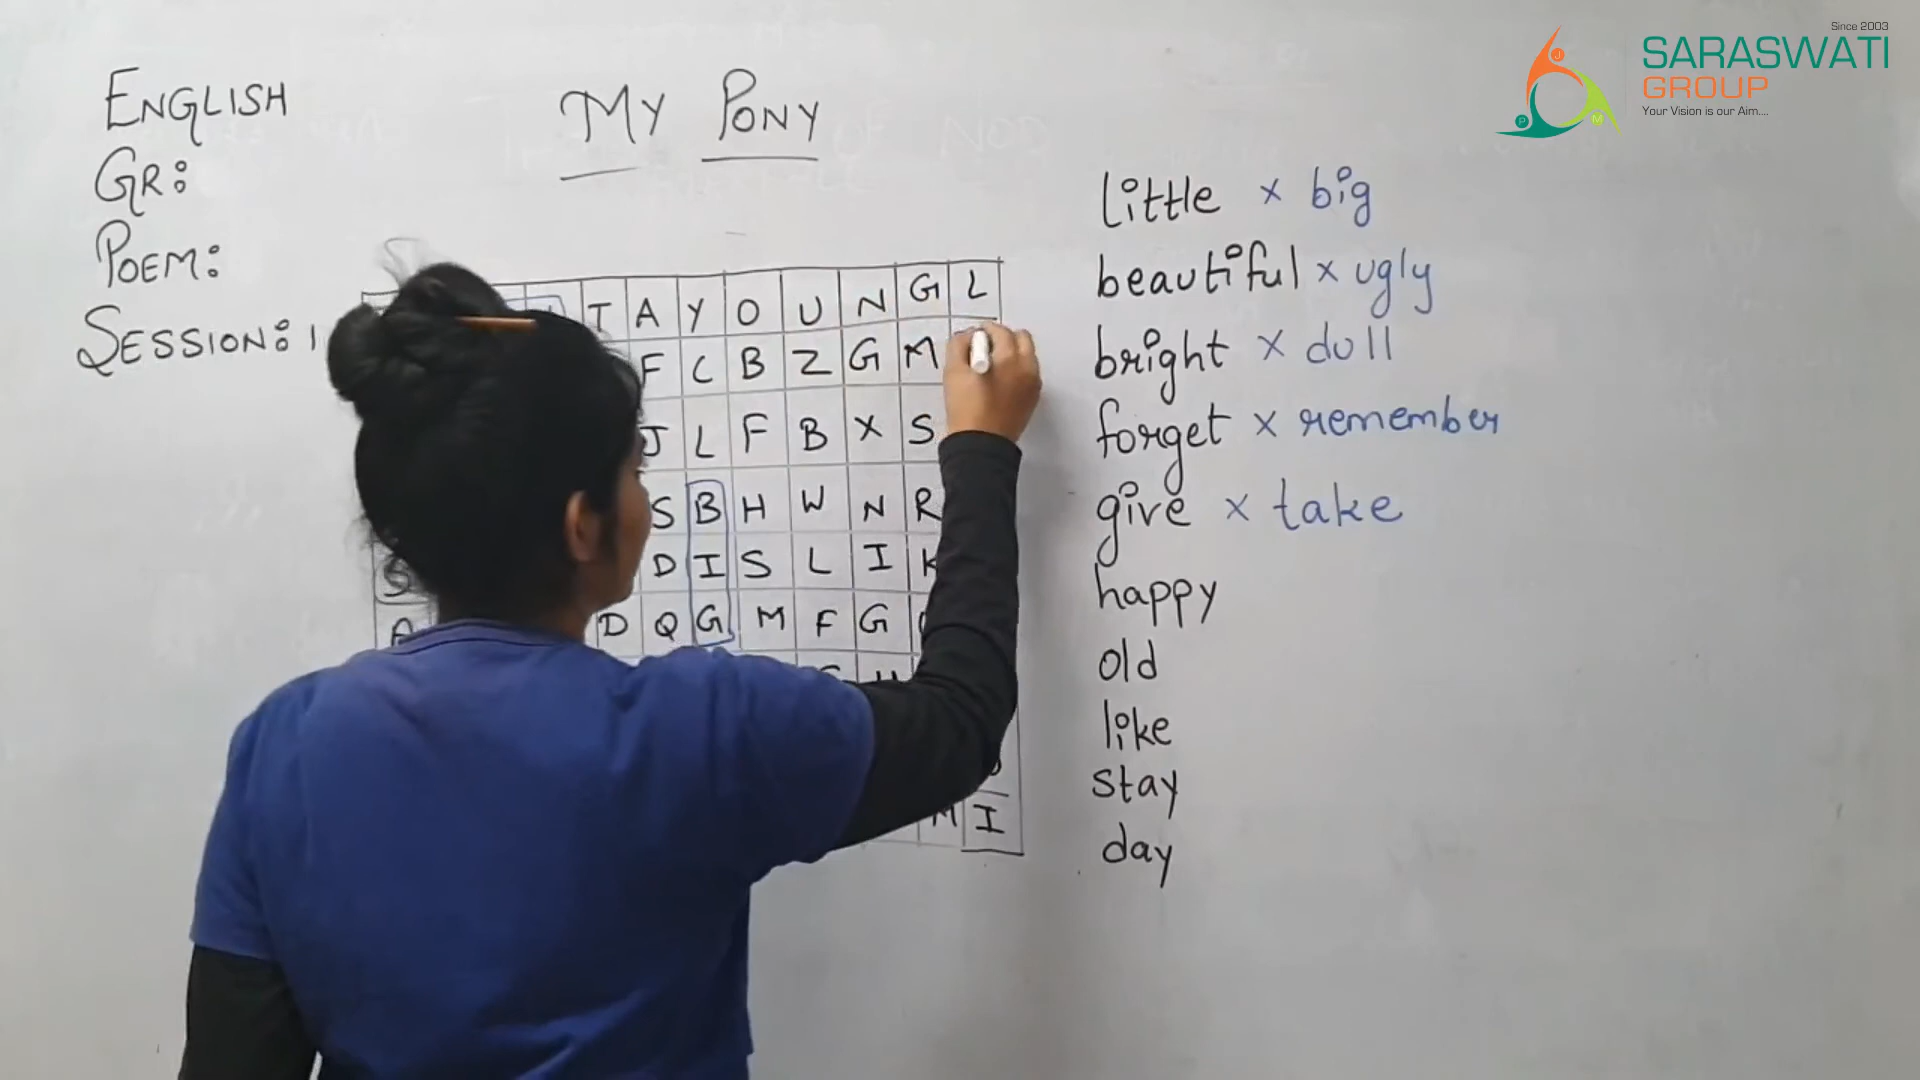 Since 2003
SARASWATI
GROUP
Your Vision is our Aim....
J
P
M
ENGLISH
GR:
POEM:
SESSION: 1
MY PONY
T A Y O U N G L
F C B Z G M
J L F B X S
S B H W N R
S D I S L I K
A D Q G M F G
M I
little × big
beautiful × ugly
bright × dull
forget × remember
give × take
happy
old
like
stay
day